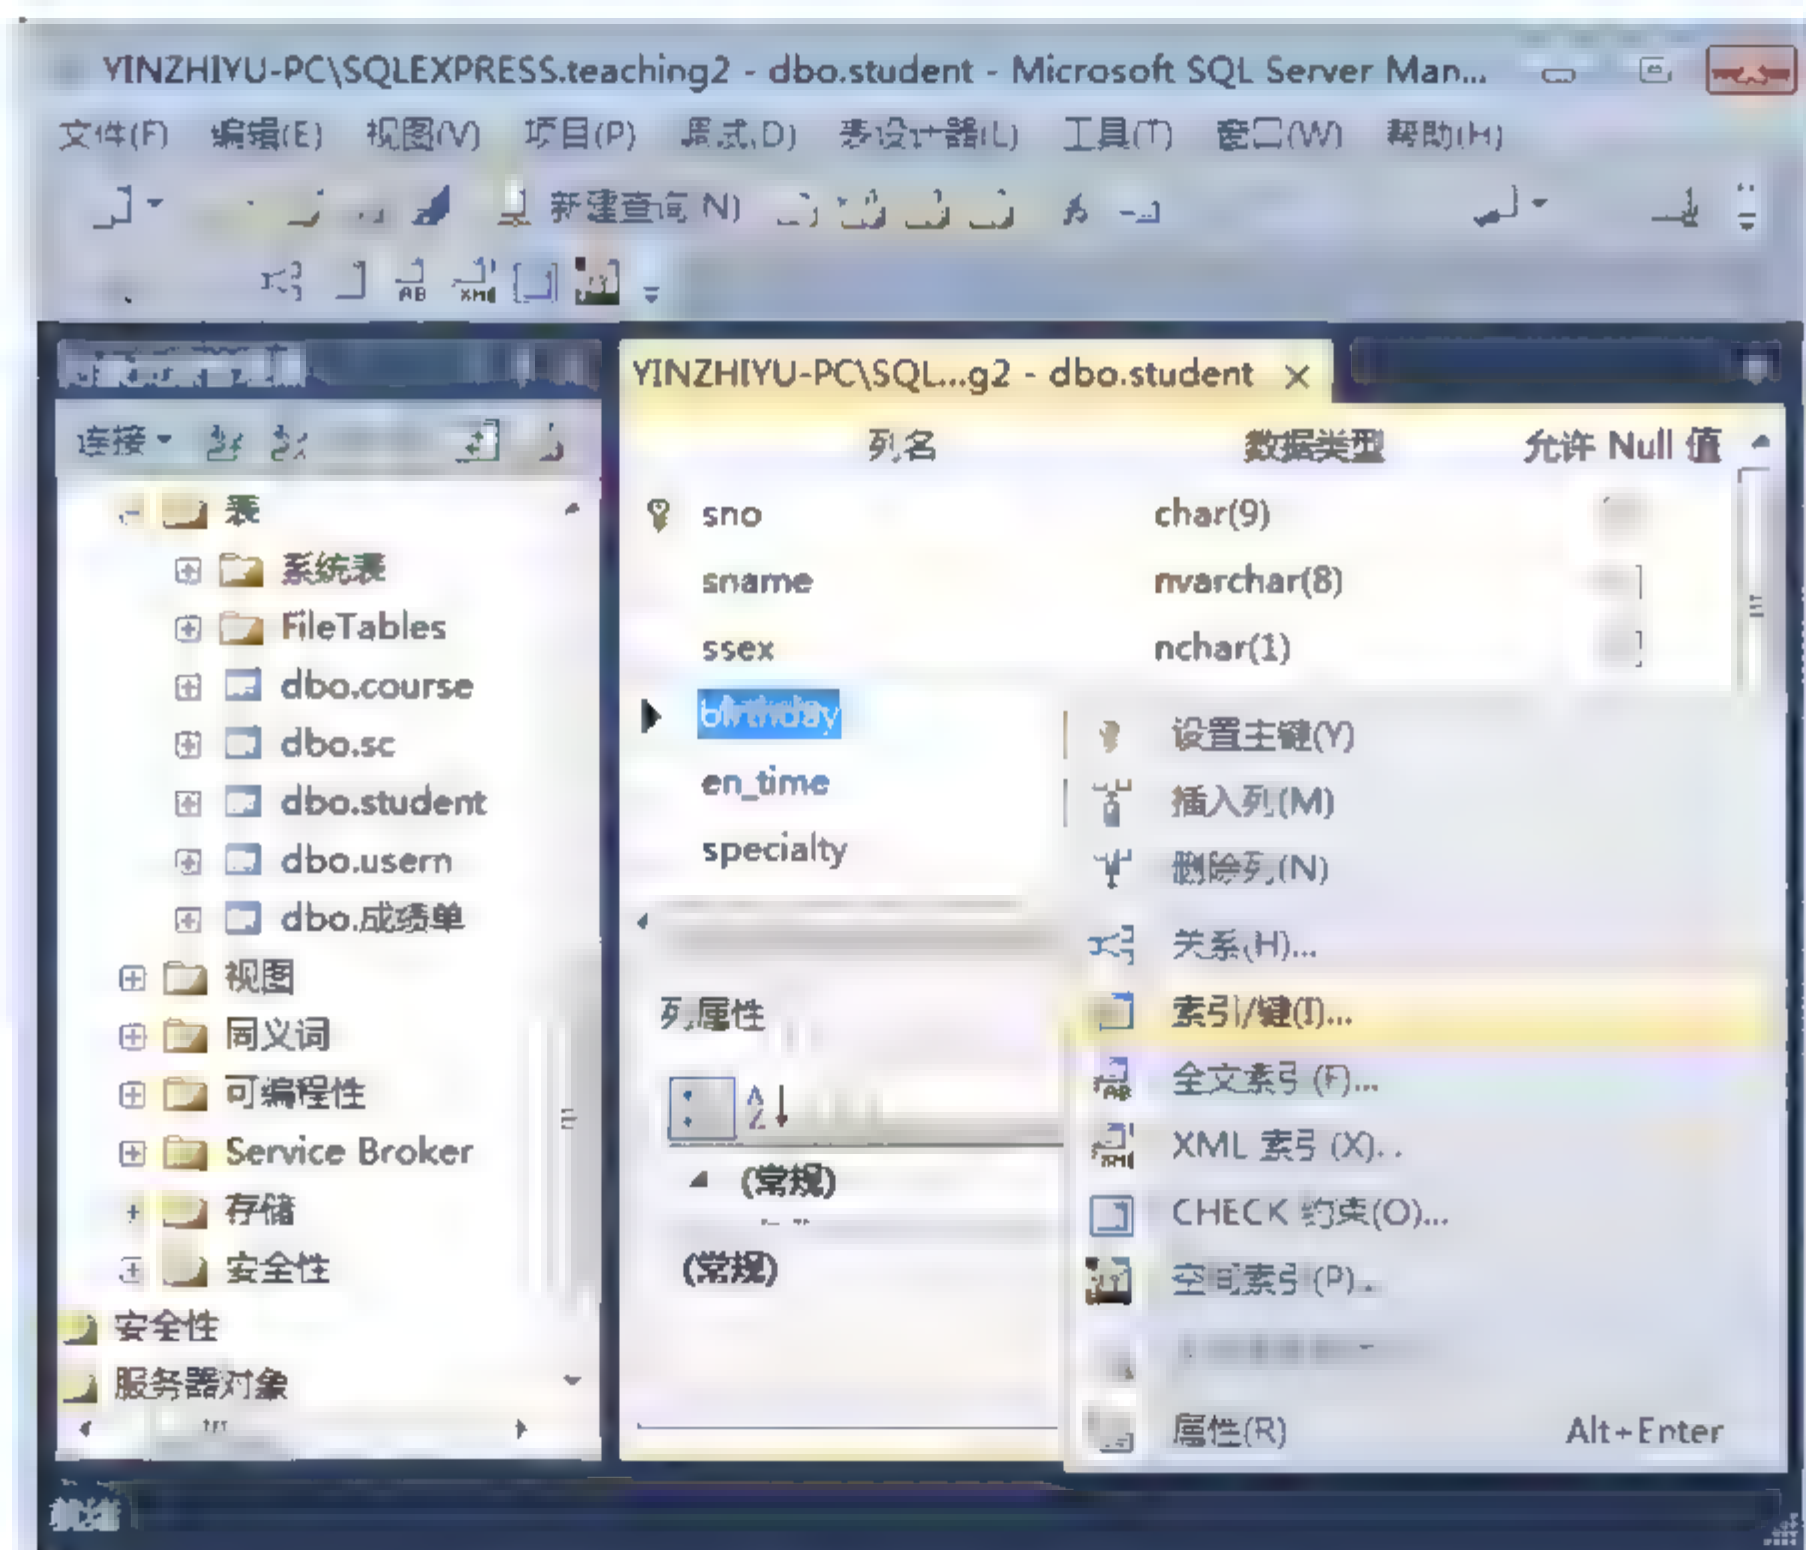 YINZHIYU-PC\SQLEXPRESS.teaching2 - dbo.student - Microsoft SQL Server Man...
文件(F) 编辑(E) 视图(V) 项目(P) 调试(D) 表设计器(L) 工具(T) 窗口(W) 帮助(H)
新建查询(N)
YINZHIYU-PC\SQL...g2 - dbo.student ×
连接
列名 数据类型 允许 Null 值
表
系统表
FileTables
dbo.course
dbo.sc
dbo.student
dbo.usern
dbo.成绩单
视图
同义词
可编程性
Service Broker
存储
安全性
安全性
服务器对象
sno char(9)
sname nvarchar(8)
ssex nchar(1)
birthday
en_time
specialty
列属性
(常规)
(常规)
设置主键(Y)
插入列(M)
删除列(N)
关系(H)...
索引/键(I)...
全文索引(F)...
XML 索引(X)...
CHECK 约束(O)...
空间索引(P)...
属性(R) Alt+Enter
就绪